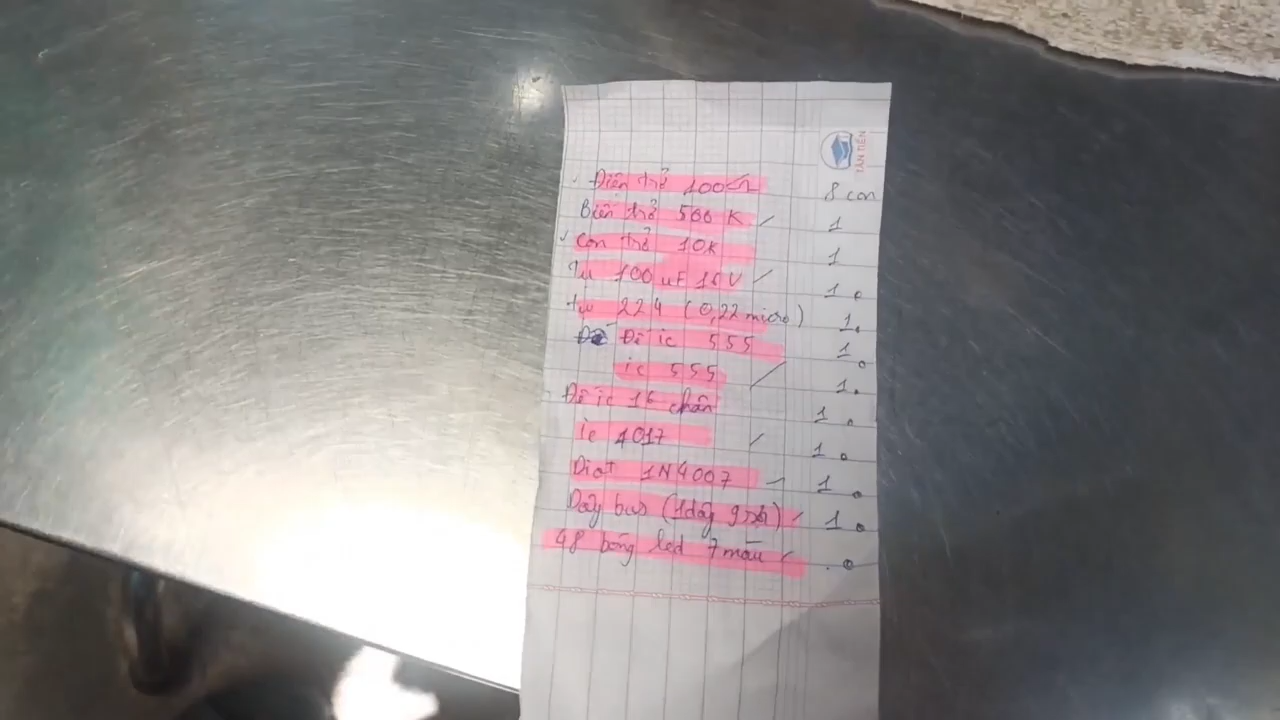 TÂN TIẾN
Điện trở 100Ω 8 con
Biến trở 500 K 1
Con trở 10K 1
Tụ 100 uF 16V 1
tụ 224 (0,22 micro) 1
Đế ic 555 1
ic 555 1
Đế ic 16 chân 1
ic 4017 1
Diot 1N4007 1
Dây bus (1 dây 9 sợi) 1
48 bóng led 7 màu